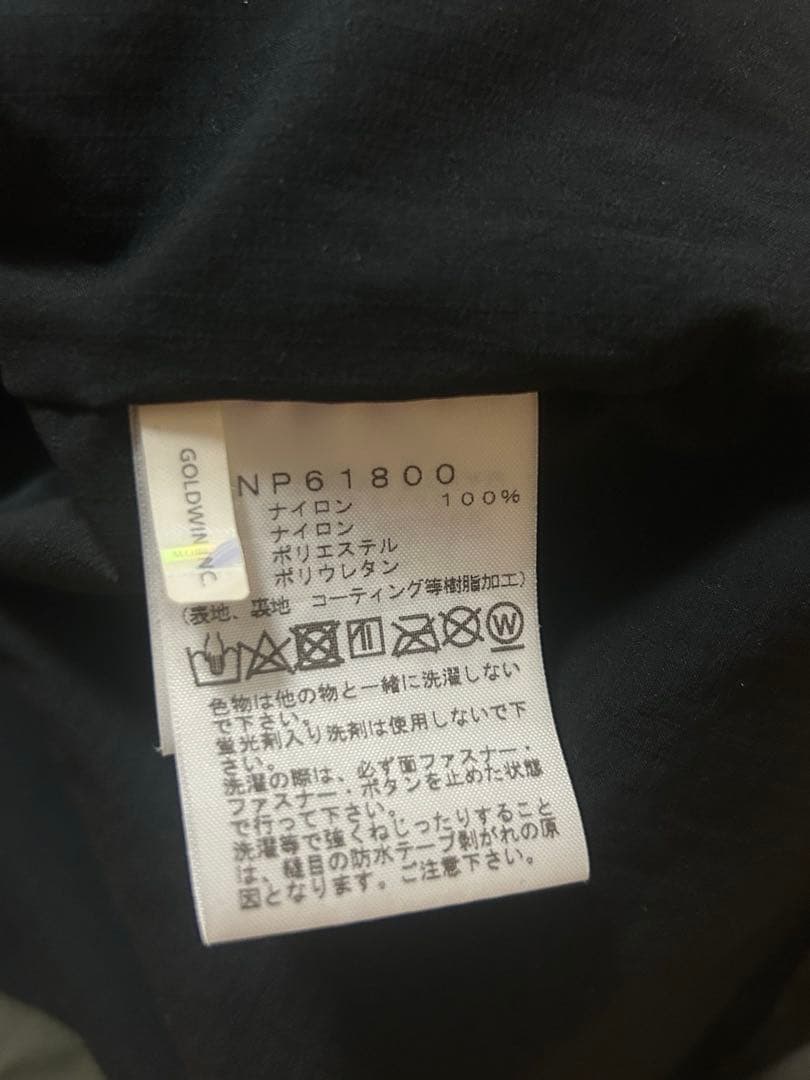 GOLDWIN INC
NP61800
ナイロン 100%
ナイロン
ポリエステル
ポリウレタン
(表地、裏地 コーティング等樹脂加工)
W
色物は他の物と一緒に洗濯しない
で下さい。
蛍光剤入り洗剤は使用しないで下
さい。
洗濯の際は、必ず面ファスナー・
ファスナー・ボタンを止めた状態
で行って下さい。
洗濯等で強くねじったりすること
は、縫目の防水テープ剥がれの原
因となります。ご注意下さい。